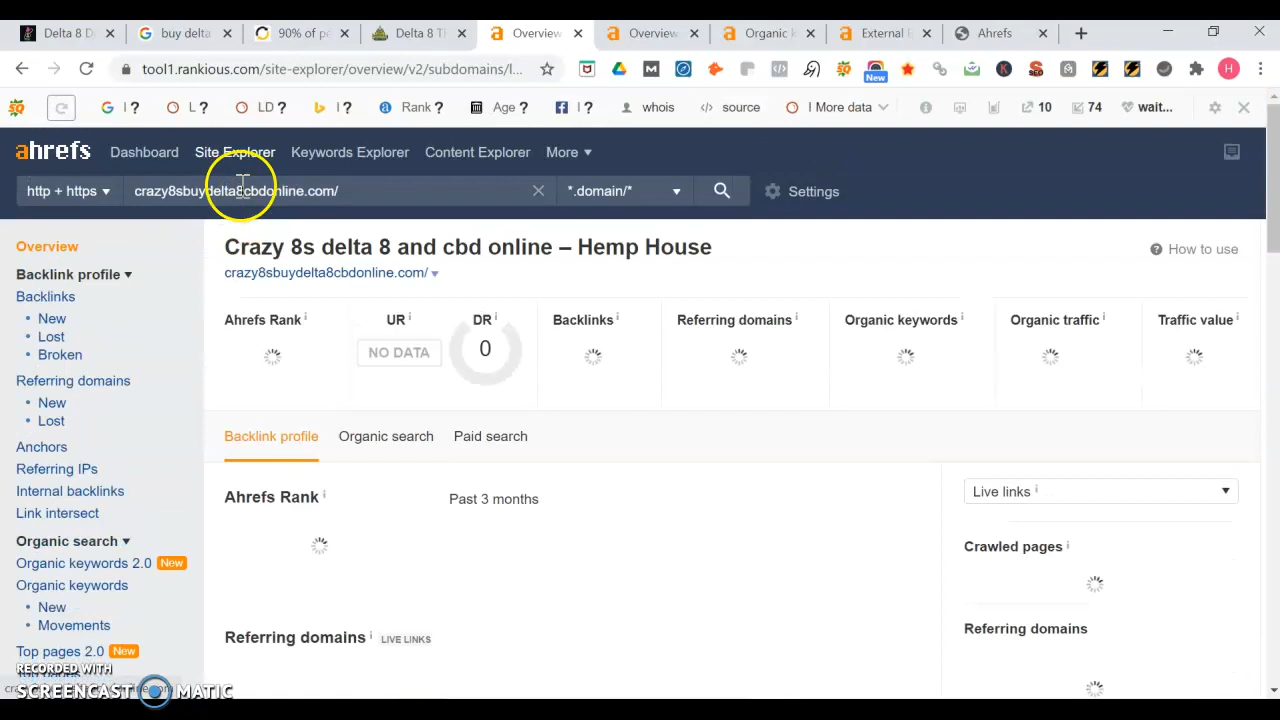 Delta 8 D
buy delta
90% of pe
Delta 8 Th
Overview
Overview
Organic k
External B
Ahrefs
tool1.rankious.com/site-explorer/overview/v2/subdomains/l...
New
H
I ?
L ?
LD ?
I ?
Rank ?
Age ?
I ?
whois
source
I More data
10
74
wait...
ahrefs
Dashboard
Site Explorer
Keywords Explorer
Content Explorer
More
http + https
crazy8sbuydelta8cbdonline.com/
*.domain/*
Settings
Overview
Backlink profile
Backlinks
• New
• Lost
• Broken
Referring domains
• New
• Lost
Anchors
Referring IPs
Internal backlinks
Link intersect
Organic search
Organic keywords 2.0 New
Organic keywords
• New
• Movements
Top pages 2.0 New
Crazy 8s delta 8 and cbd online – Hemp House
How to use
crazy8sbuydelta8cbdonline.com/
Ahrefs Rank
UR
DR
Backlinks
Referring domains
Organic keywords
Organic traffic
Traffic value
NO DATA
0
Backlink profile
Organic search
Paid search
Ahrefs Rank
Past 3 months
Live links
Crawled pages
Referring domains LIVE LINKS
Referring domains
RECORDED WITH
SCREENCAST MATIC